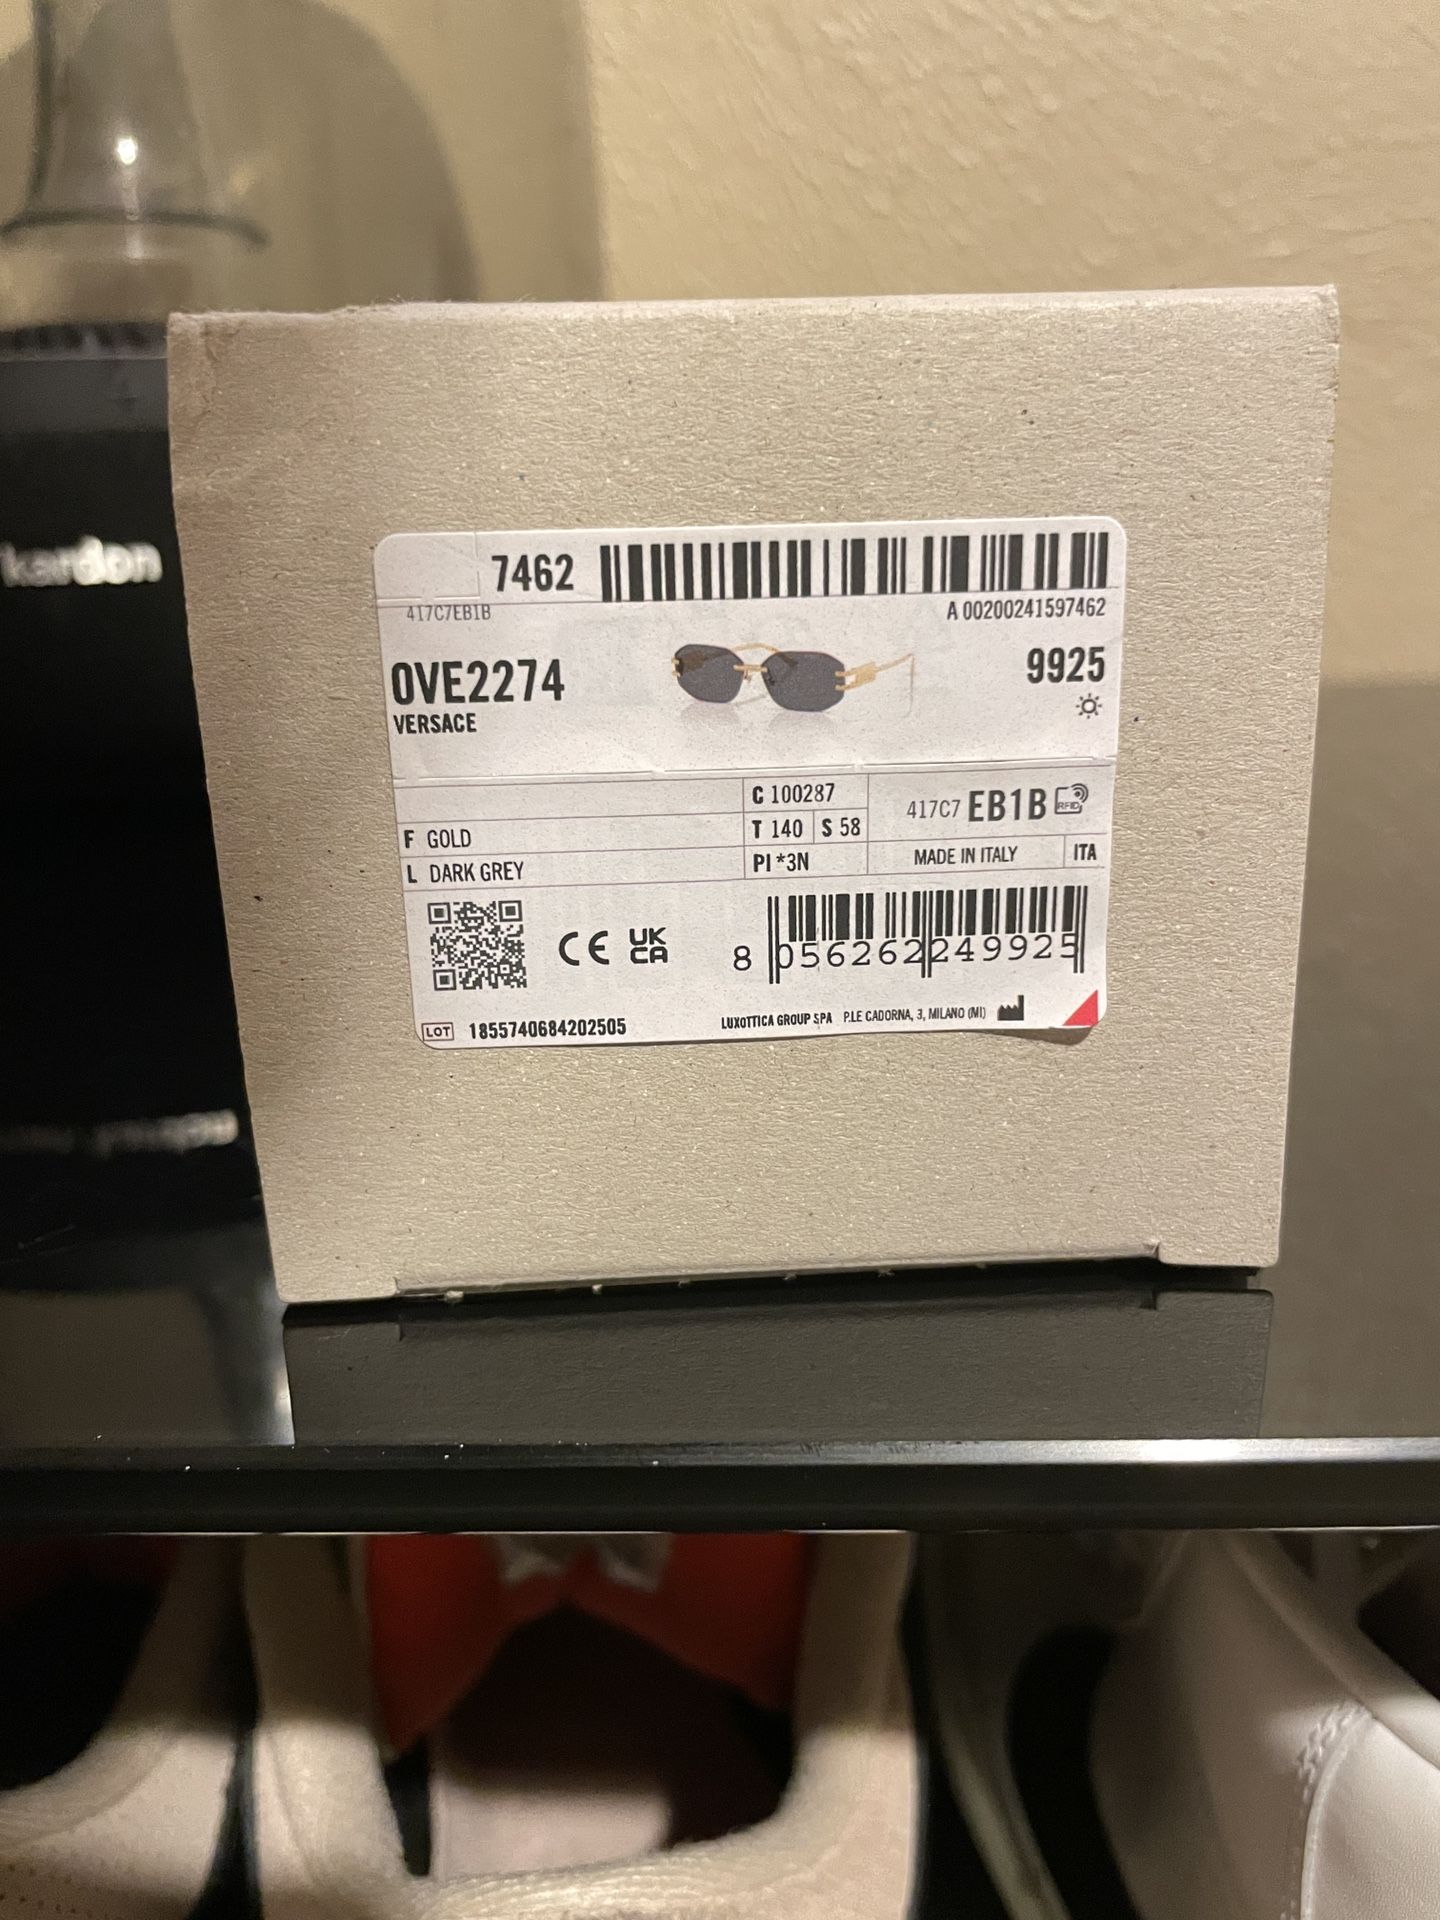 7462
417C7EB1B
A 00200241597462
0VE2274
9925
VERSACE
C 100287
F GOLD
T 140 S 58
417C7 EB1B RFID
L DARK GREY
PI *3N
MADE IN ITALY
ITA
CE UK CA
8 056262 249925
LOT 1855740684202505
LUXOTTICA GROUP SPA P.LE CADORNA, 3, MILANO (MI)
kardon